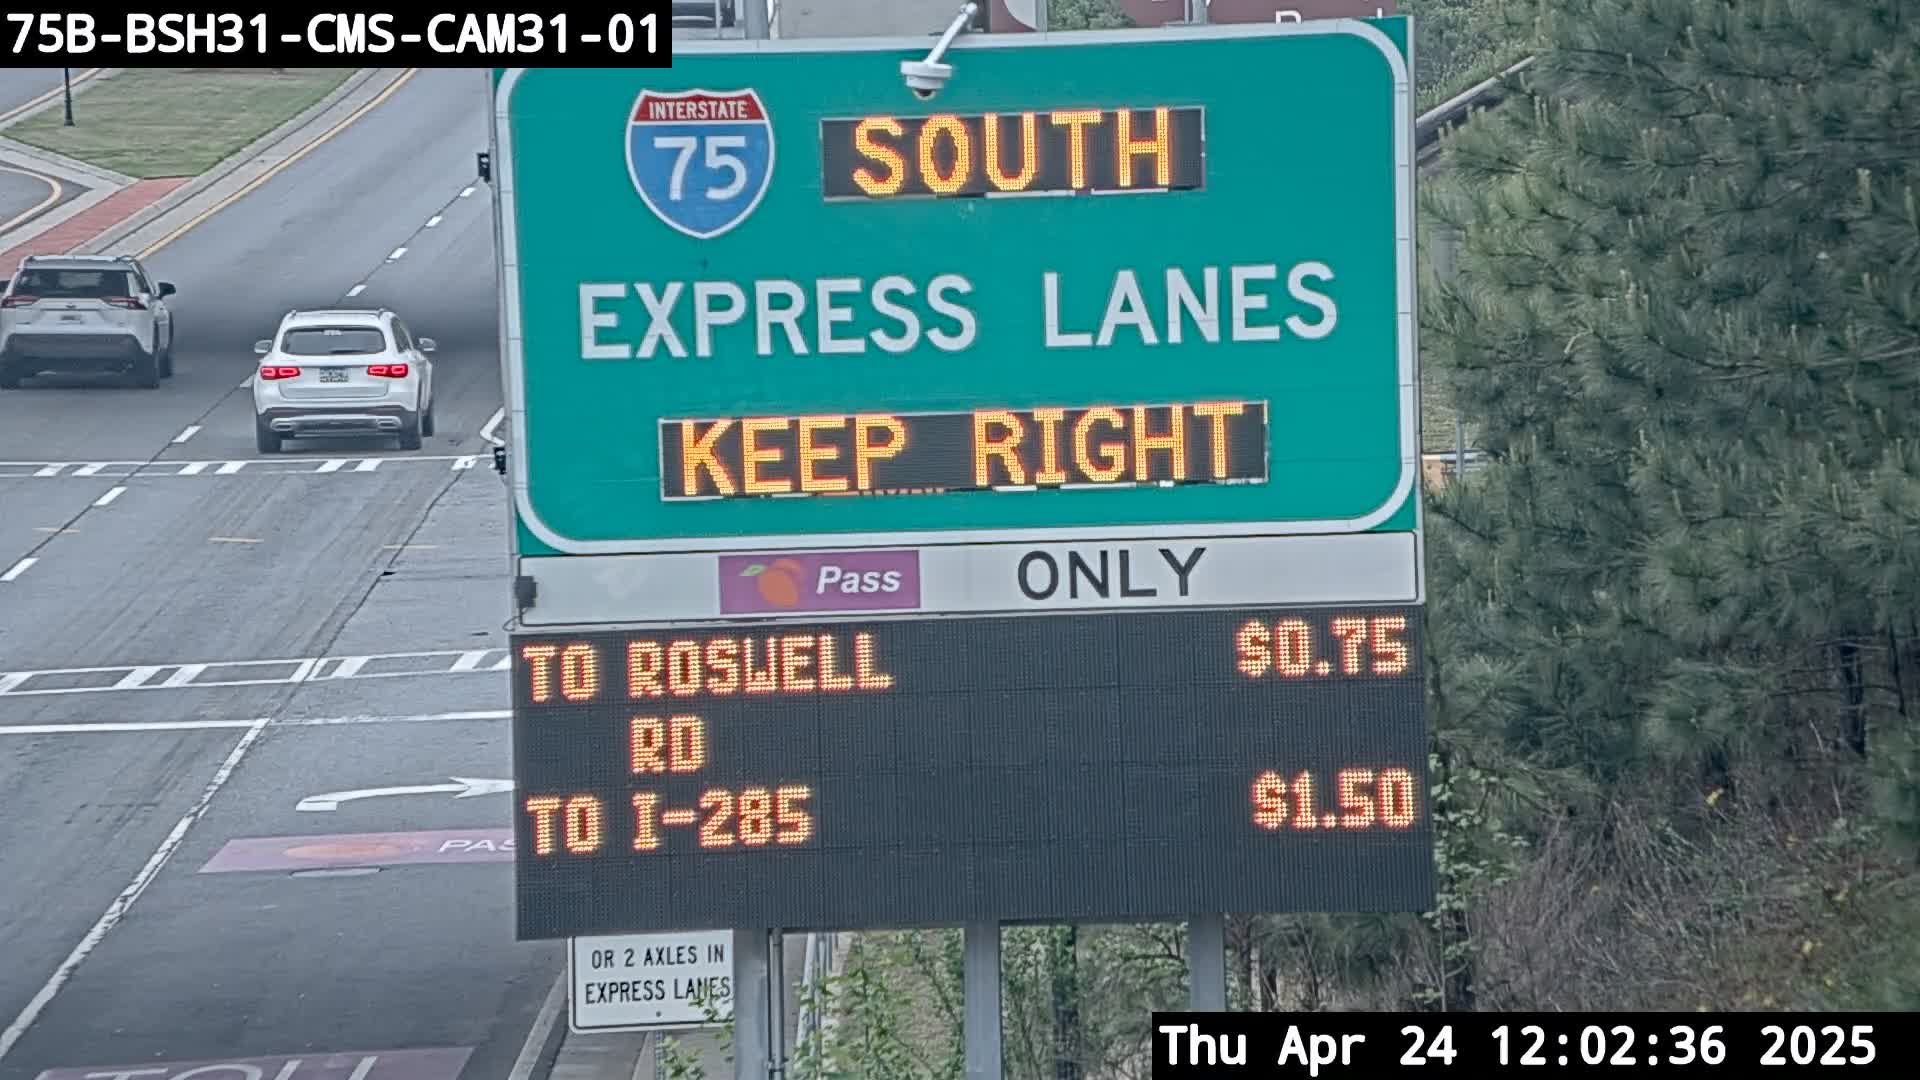 75B-BSH31-CMS-CAM31-01
INTERSTATE
75
SOUTH
EXPRESS LANES
KEEP RIGHT
Pass ONLY
TO ROSWELL $0.75
RD
TO I-285 $1.50
OR 2 AXLES IN
EXPRESS LANES
TOLL
Thu Apr 24 12:02:36 2025